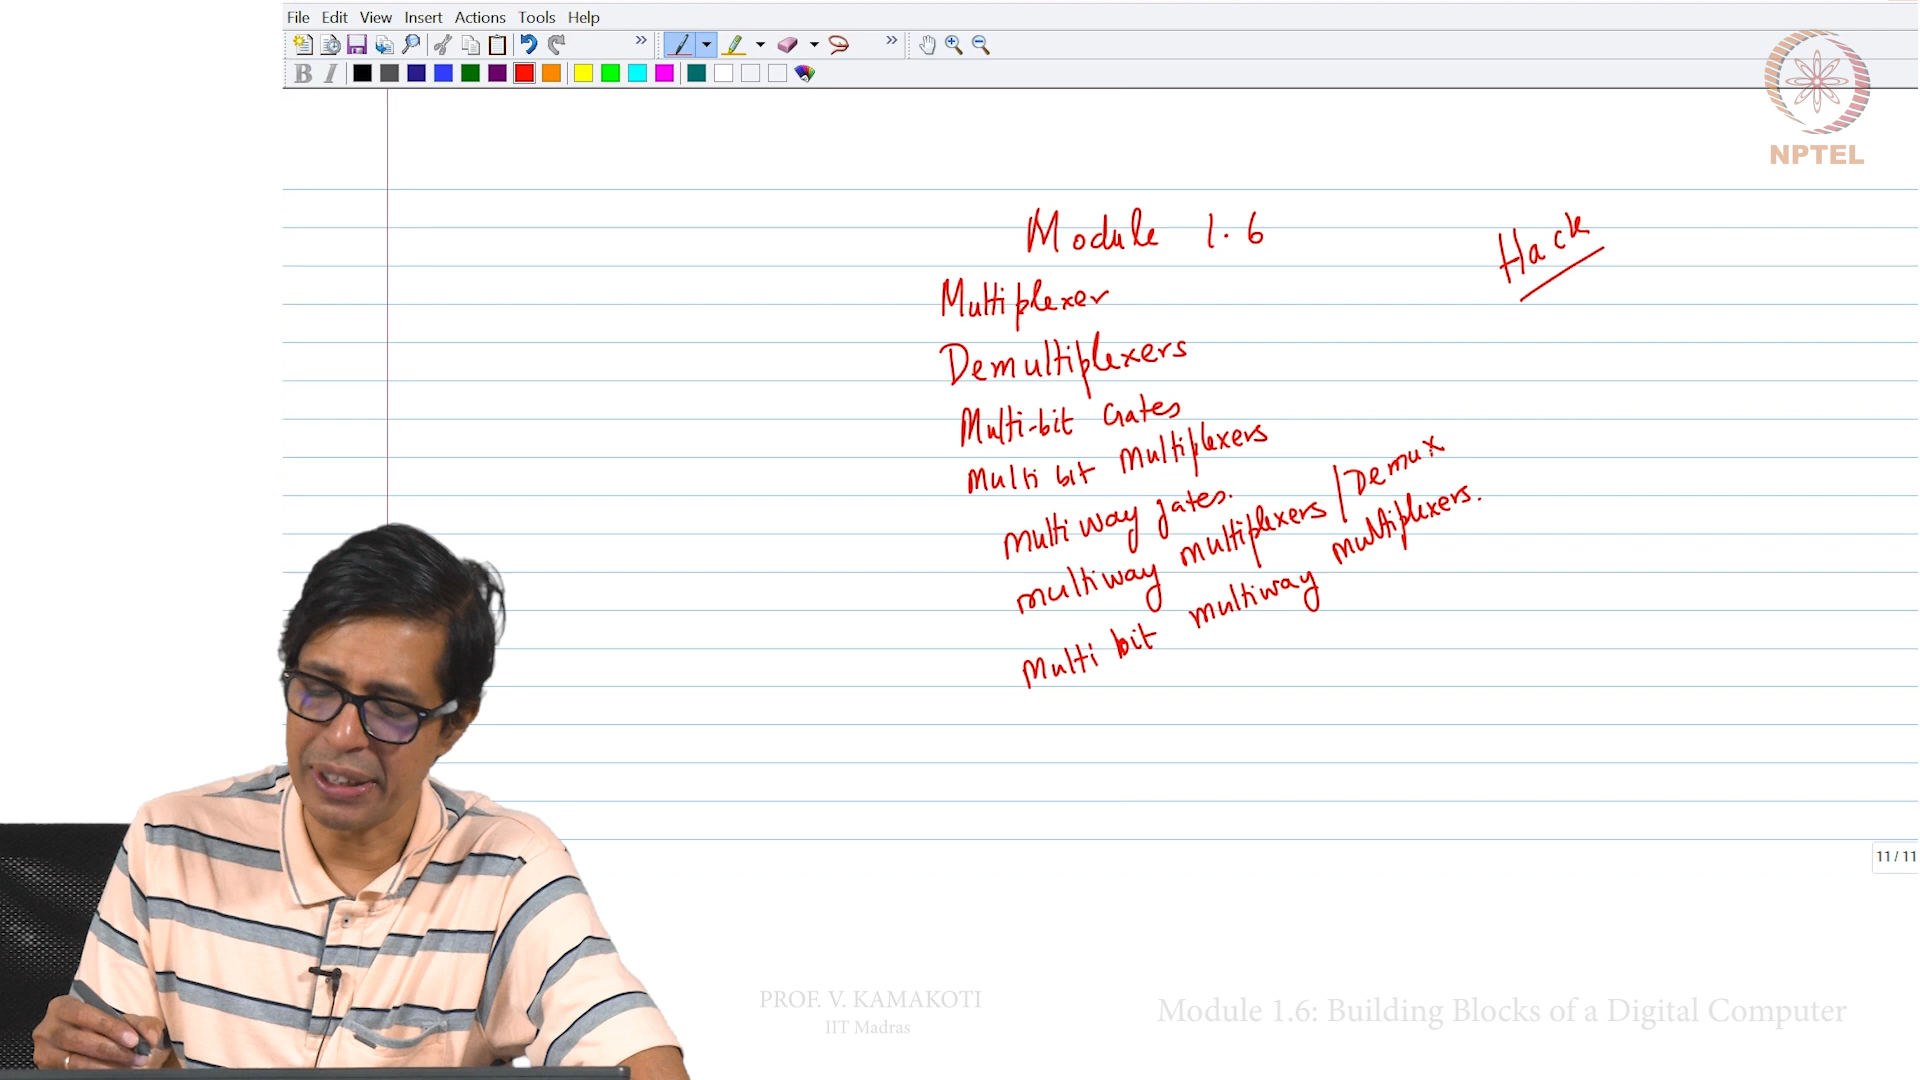 File Edit View Insert Actions Tools Help
B I
NPTEL
Module 1.6
Hack
Multiplexer
Demultiplexers
Multi-bit Gates
Multi bit Multiplexers
Multi way gates.
multiway multiplexers / Demux
Multi bit multiway multiplexers.
11 / 11
PROF. V. KAMAKOTI
IIT Madras
Module 1.6: Building Blocks of a Digital Computer